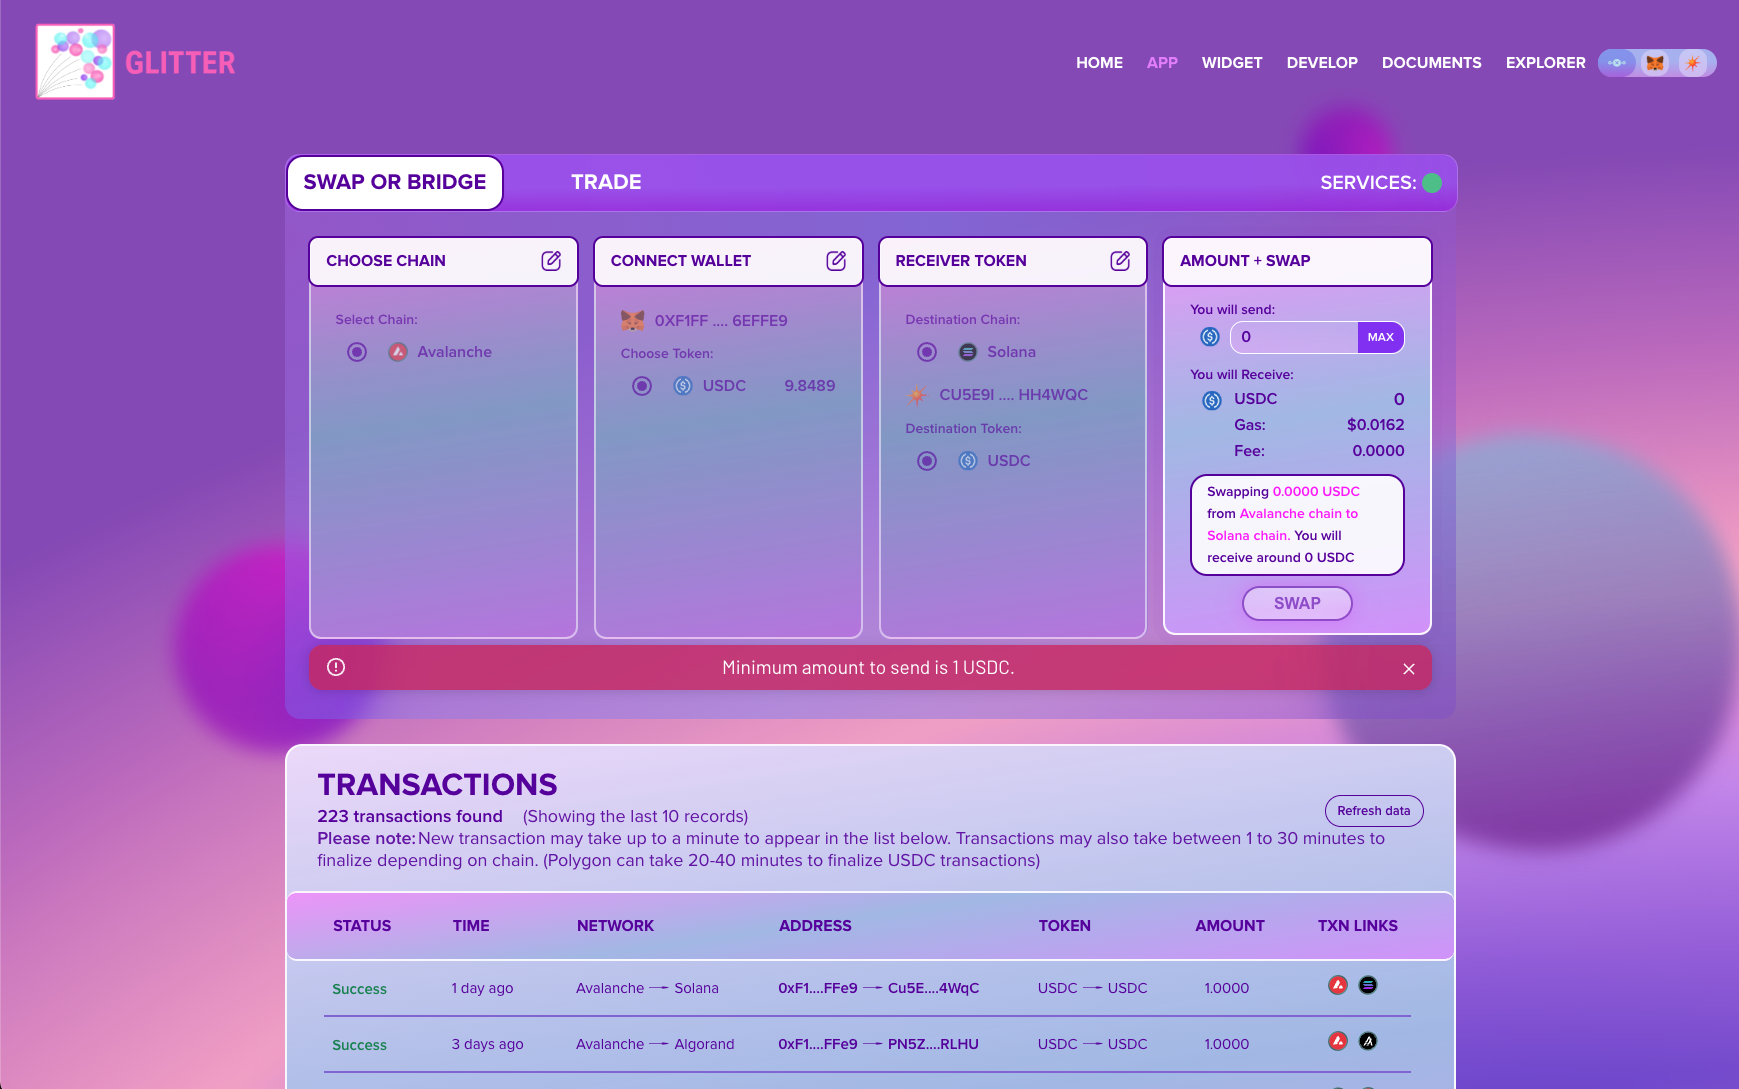 GLITTER
HOME APP WIDGET DEVELOP DOCUMENTS EXPLORER
SWAP OR BRIDGE TRADE SERVICES:
CHOOSE CHAIN
Select Chain:
Avalanche
CONNECT WALLET
0XF1FF .... 6EFFE9
Choose Token:
USDC 9.8489
RECEIVER TOKEN
Destination Chain:
Solana
CU5E9I .... HH4WQC
Destination Token:
USDC
AMOUNT + SWAP
You will send:
0 MAX
You will Receive:
USDC 0
Gas: $0.0162
Fee: 0.0000
Swapping 0.0000 USDC
from Avalanche chain to
Solana chain. You will
receive around 0 USDC
SWAP
Minimum amount to send is 1 USDC.
TRANSACTIONS
223 transactions found (Showing the last 10 records)
Refresh data
Please note: New transaction may take up to a minute to appear in the list below. Transactions may also take between 1 to 30 minutes to
finalize depending on chain. (Polygon can take 20-40 minutes to finalize USDC transactions)
STATUS TIME NETWORK ADDRESS TOKEN AMOUNT TXN LINKS
Success 1 day ago Avalanche → Solana 0xF1....FFe9 → Cu5E....4WqC USDC → USDC 1.0000
Success 3 days ago Avalanche → Algorand 0xF1....FFe9 → PN5Z....RLHU USDC → USDC 1.0000